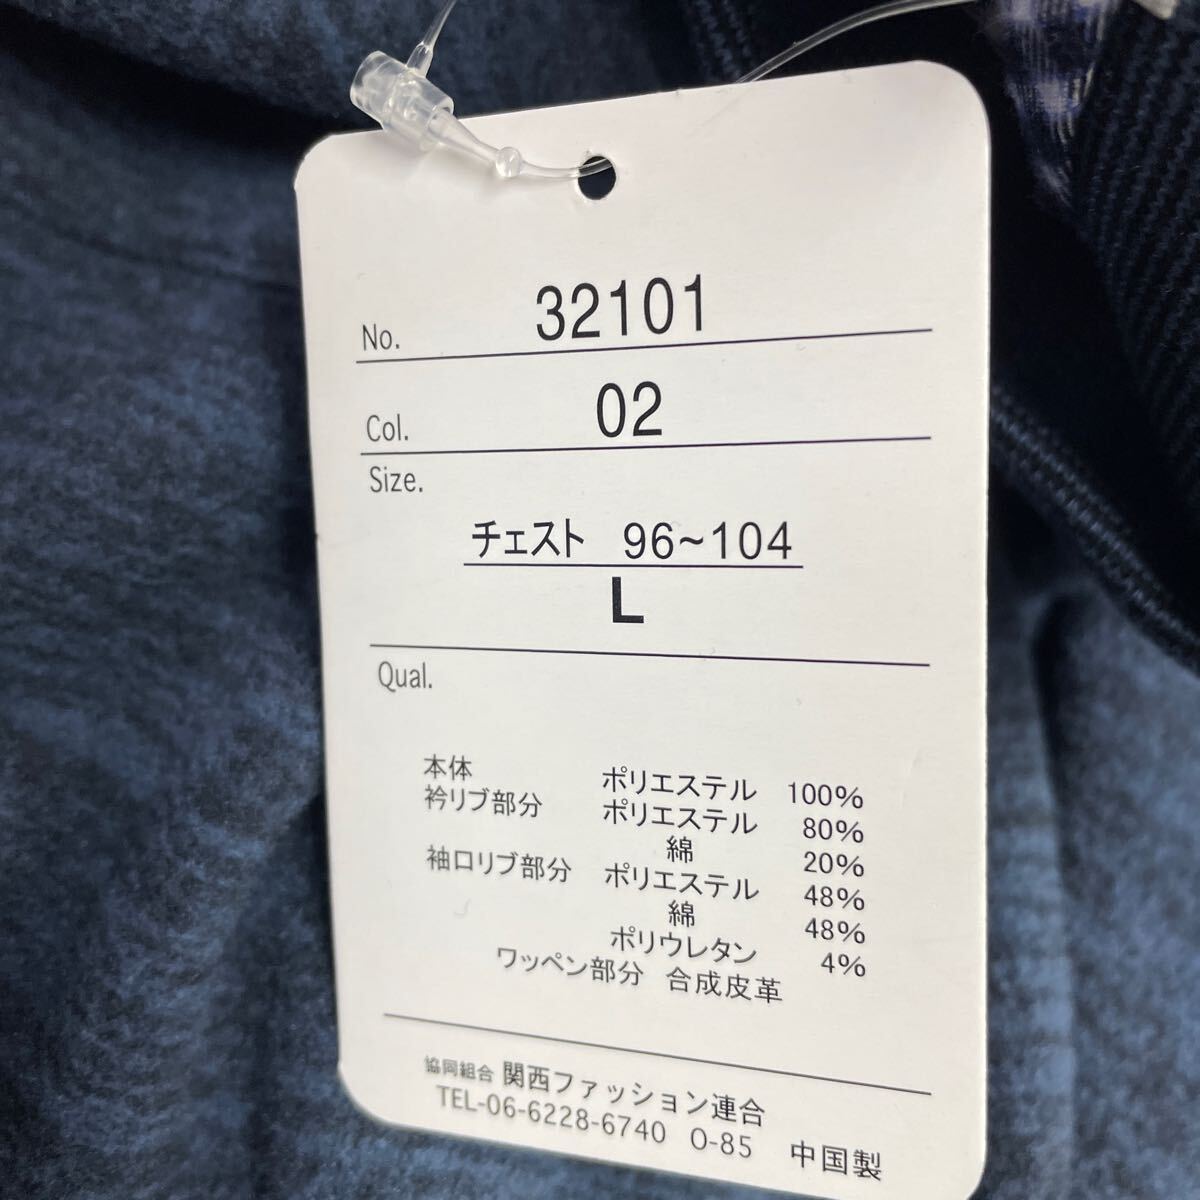 No. 32101
Col. 02
Size.
チェスト 96~104
L
Qual.
本体 ポリエステル 100%
衿リブ部分 ポリエステル 80%
綿 20%
袖口リブ部分 ポリエステル 48%
綿 48%
ポリウレタン 4%
ワッペン部分 合成皮革
協同組合 関西ファッション連合
TEL-06-6228-6740 O-85 中国製